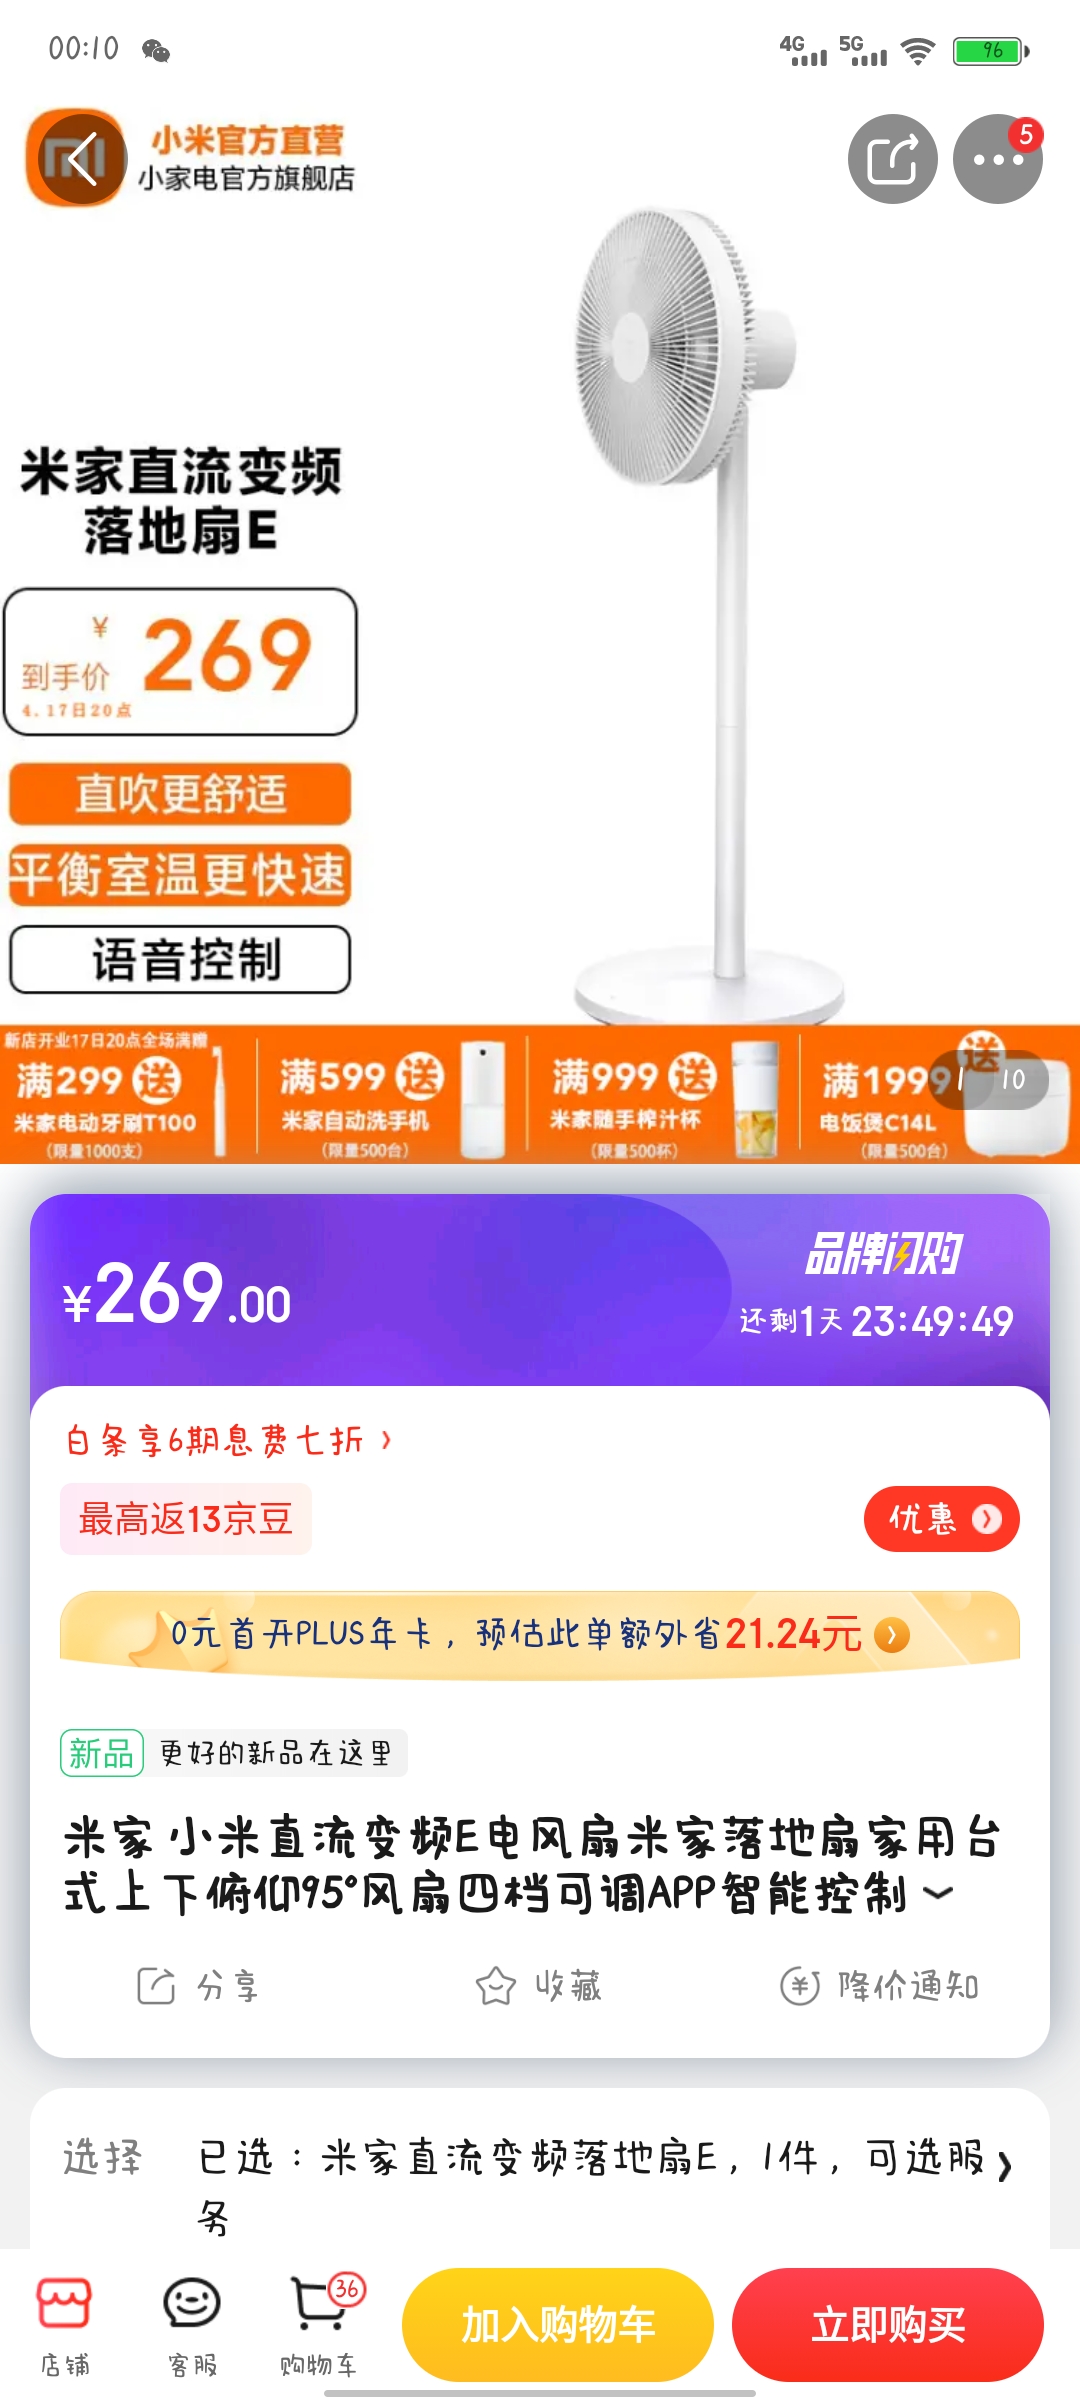 00:10
4G 5G 96
小米官方直营
小家电官方旗舰店
5
米家直流变频
落地扇E
¥
到手价 269
4.17日20点
直吹更舒适
平衡室温更快速
语音控制
新店开业17日20点全场满赠
满299送
米家电动牙刷T100
(限量1000支)
满599送
米家自动洗手机
(限量500台)
满999送
米家随手榨汁杯
(限量500杯)
满1999送
电饭煲C14L
(限量500台)
1 10
¥269.00
品牌闪购
还剩1天 23:49:49
白条享6期息费七折 ›
最高返13京豆
优惠
0元首开PLUS年卡，预估此单额外省21.24元
新品 更好的新品在这里
米家 小米直流变频E电风扇米家落地扇家用台
式上下俯仰95°风扇四档可调APP智能控制
分享 收藏 降价通知
选择 已选：米家直流变频落地扇E，1件，可选服
务
36
店铺 客服 购物车 加入购物车 立即购买